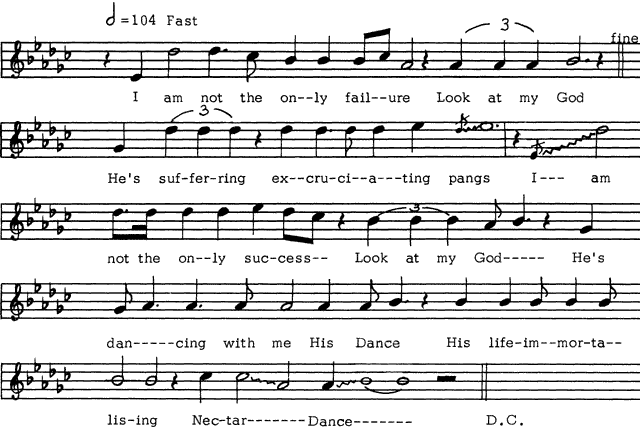 =104 Fast
fine
3
I am not the on--ly fail--ure Look at my God
3
He's suf-fer-ring ex--cru-ci--a---ting pangs I--- am
3
not the on--ly suc-cess-- Look at my God----- He's
dan-----cing with me His Dance His life-im--mor-ta--
lis-ing Nec-tar-------Dance------- D.C.